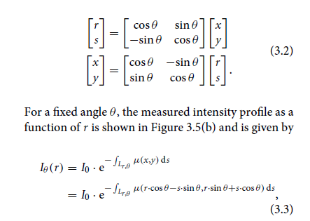 [r s] = [cos θ sin θ −sin θ cos θ] [x y]
(3.2)
[x y] = [cos θ −sin θ sin θ cos θ] [r s].
For a fixed angle θ, the measured intensity profile as a
function of r is shown in Figure 3.5(b) and is given by
I_θ(r) = I_0 · e^{−∫_{L_{r,θ}} μ(x,y) ds}
= I_0 · e^{−∫_{L_{r,θ}} μ(r·cos θ−s·sin θ,r·sin θ+s·cos θ) ds},
(3.3)